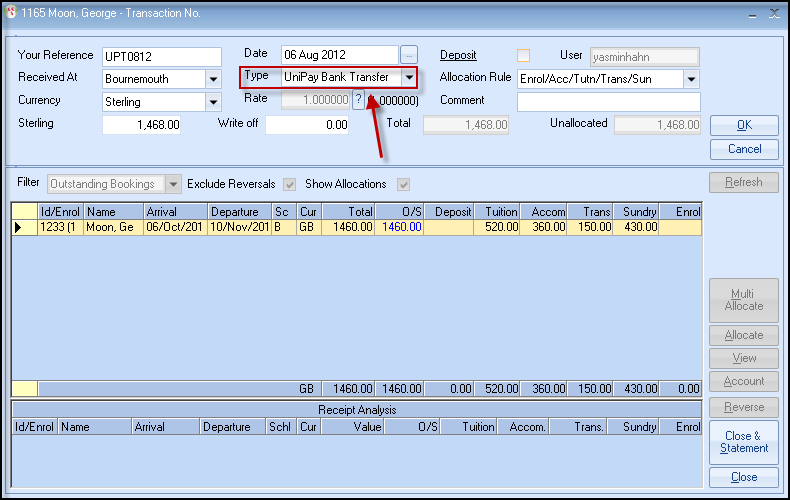 1165 Moon, George - Transaction No.
Your Reference UPT0812 Date 06 Aug 2012 ... Deposit User yasminhahn
Received At Bournemouth Type UniPay Bank Transfer Allocation Rule Enrol/Acc/Tutn/Trans/Sun
Currency Sterling Rate 1.000000 ? .000000) Comment
Sterling 1,468.00 Write off 0.00 Total 1,468.00 Unallocated 1,468.00 OK
Cancel
Filter Outstanding Bookings Exclude Reversals Show Allocations Refresh
Id/Enrol Name Arrival Departure Sc Cur Total O/S Deposit Tuition Accom Trans Sundry Enrol
1233 (1 Moon, Ge 06/Oct/201 10/Nov/201 B GB 1460.00 1460.00 520.00 360.00 150.00 430.00
Multi
Allocate
Allocate
View
GB 1460.00 1460.00 0.00 520.00 360.00 150.00 430.00 0.00
Account
Receipt Analysis
Reverse
Id/Enrol Name Arrival Departure Schl Cur Value O/S Tuition Accom. Trans. Sundry Enrol
Close &
Statement
Close